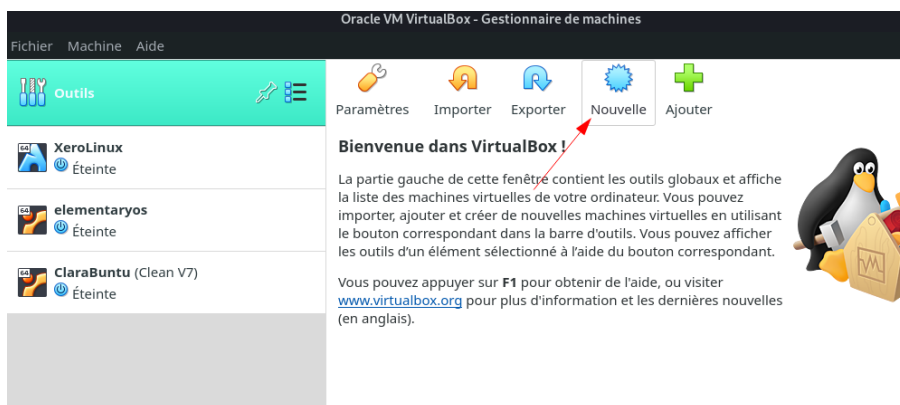 Oracle VM VirtualBox - Gestionnaire de machines
Fichier Machine Aide
Outils
Paramètres Importer Exporter Nouvelle Ajouter
64 XeroLinux
Éteinte
64 elementaryos
Éteinte
64 ClaraBuntu (Clean V7)
Éteinte
Bienvenue dans VirtualBox !
La partie gauche de cette fenêtre contient les outils globaux et affiche
la liste des machines virtuelles de votre ordinateur. Vous pouvez
importer, ajouter et créer de nouvelles machines virtuelles en utilisant
le bouton correspondant dans la barre d'outils. Vous pouvez afficher
les outils d’un élément sélectionné à l’aide du bouton correspondant.
Vous pouvez appuyer sur F1 pour obtenir de l'aide, ou visiter
www.virtualbox.org pour plus d'information et les dernières nouvelles
(en anglais).